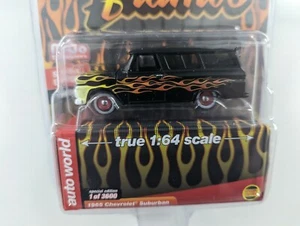 true 1:64 scale
auto world
special edition
1 of 3600
1965 Chevrolet Suburban